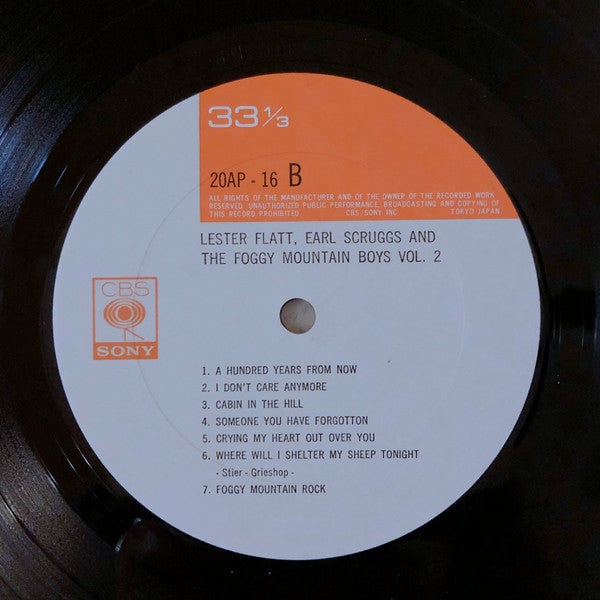 33 1/3
20AP - 16 B
ALL RIGHTS OF THE MANUFACTURER AND OF THE OWNER OF THE RECORDED WORK
RESERVED. UNAUTHORIZED PUBLIC PERFORMANCE, BROADCASTING AND COPYING OF
THIS RECORD PROHIBITED CBS/SONY INC TOKYO JAPAN
LESTER FLATT, EARL SCRUGGS AND
THE FOGGY MOUNTAIN BOYS VOL. 2
CBS
SONY
1. A HUNDRED YEARS FROM NOW
2. I DON'T CARE ANYMORE
3. CABIN IN THE HILL
4. SOMEONE YOU HAVE FORGOTTON
5. CRYING MY HEART OUT OVER YOU
6. WHERE WILL I SHELTER MY SHEEP TONIGHT
- Stier - Grieshop -
7. FOGGY MOUNTAIN ROCK